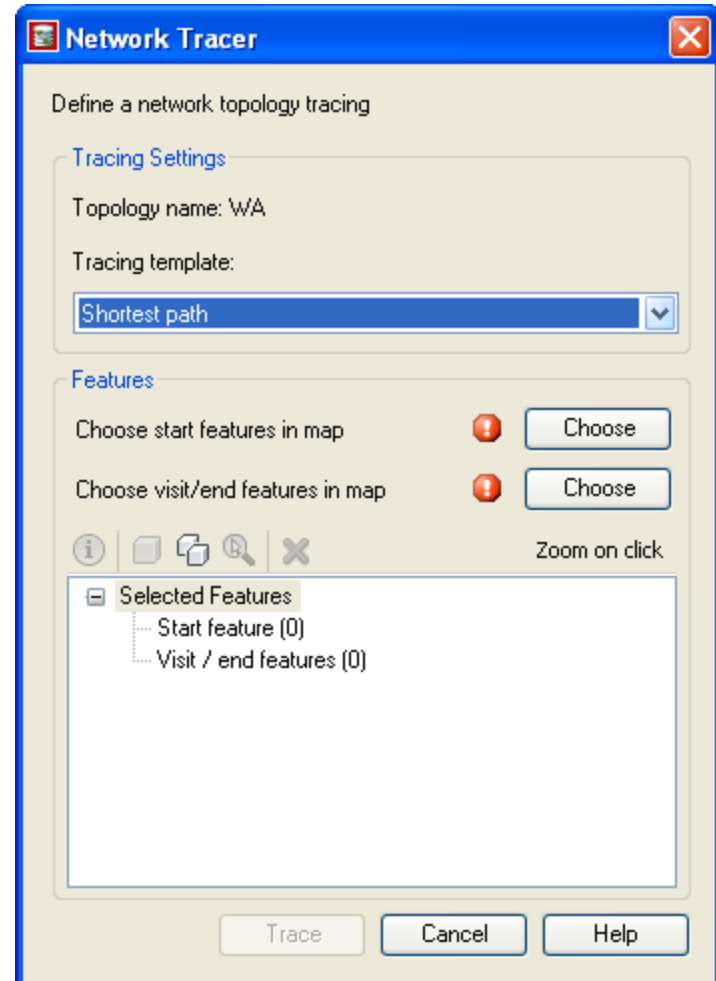 Network Tracer
Define a network topology tracing
Tracing Settings
Topology name: WA
Tracing template:
Shortest path
Features
Choose start features in map Choose
Choose visit/end features in map Choose
Zoom on click
Selected Features
Start feature (0)
Visit / end features (0)
Trace Cancel Help